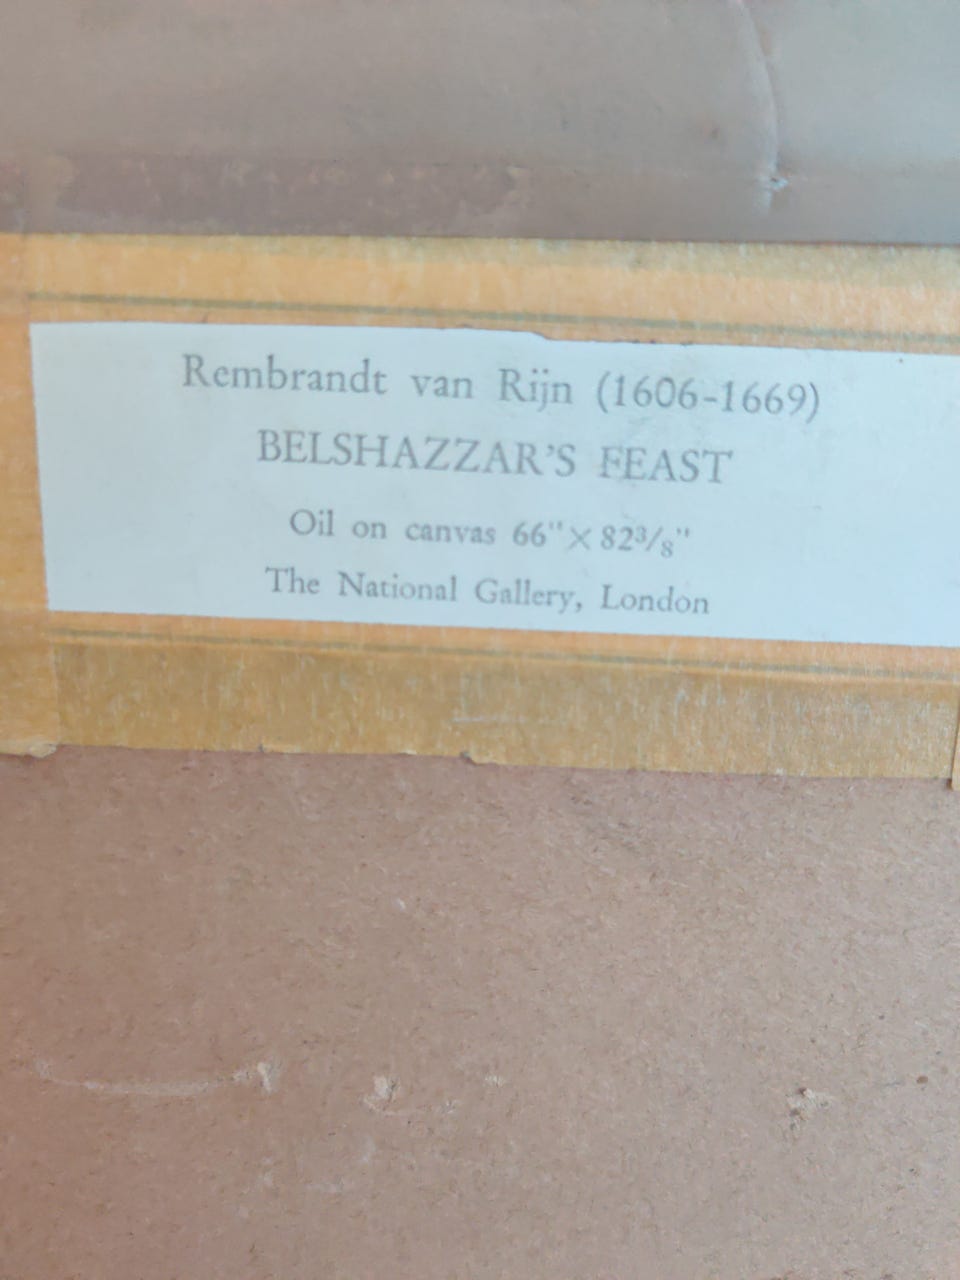 Rembrandt van Rijn (1606-1669)
BELSHAZZAR'S FEAST
Oil on canvas 66" × 82³/₈"
The National Gallery, London